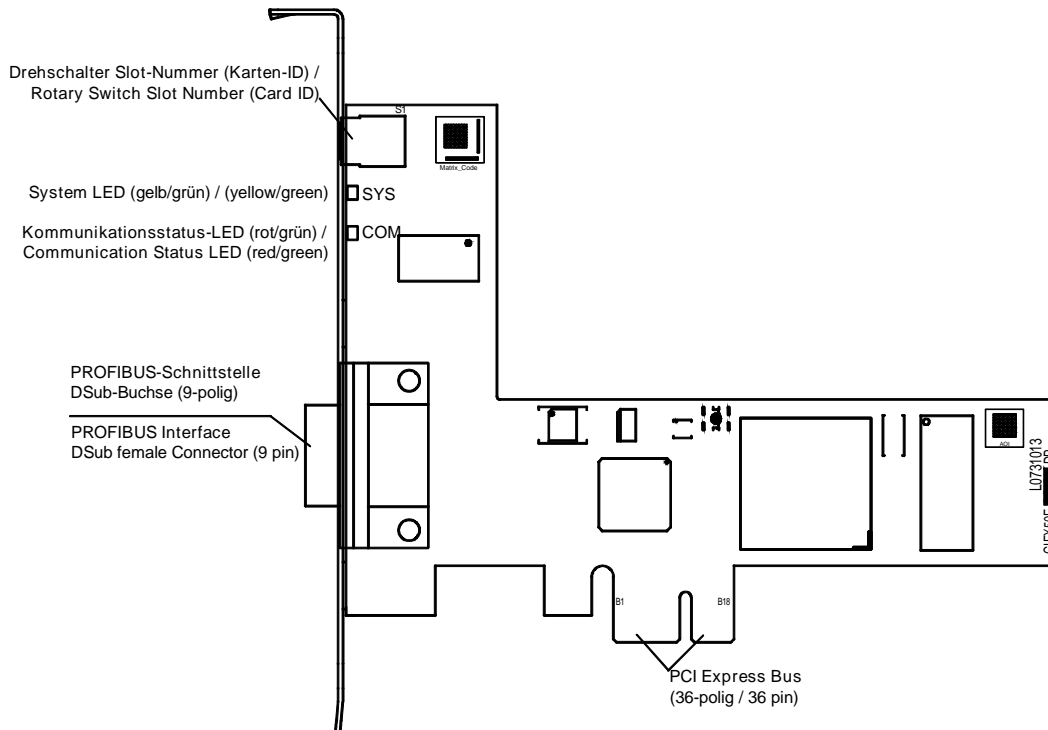 Drehschalter Slot-Nummer (Karten-ID) /
Rotary Switch Slot Number (Card ID)
S1
Matrix_Code
System LED (gelb/grün) / (yellow/green)
SYS
Kommunikationsstatus-LED (rot/grün) /
Communication Status LED (red/green)
COM
PROFIBUS-Schnittstelle
DSub-Buchse (9-polig)
PROFIBUS Interface
DSub female Connector (9 pin)
AOI
L0731013
B1
B18
PCI Express Bus
(36-polig / 36 pin)